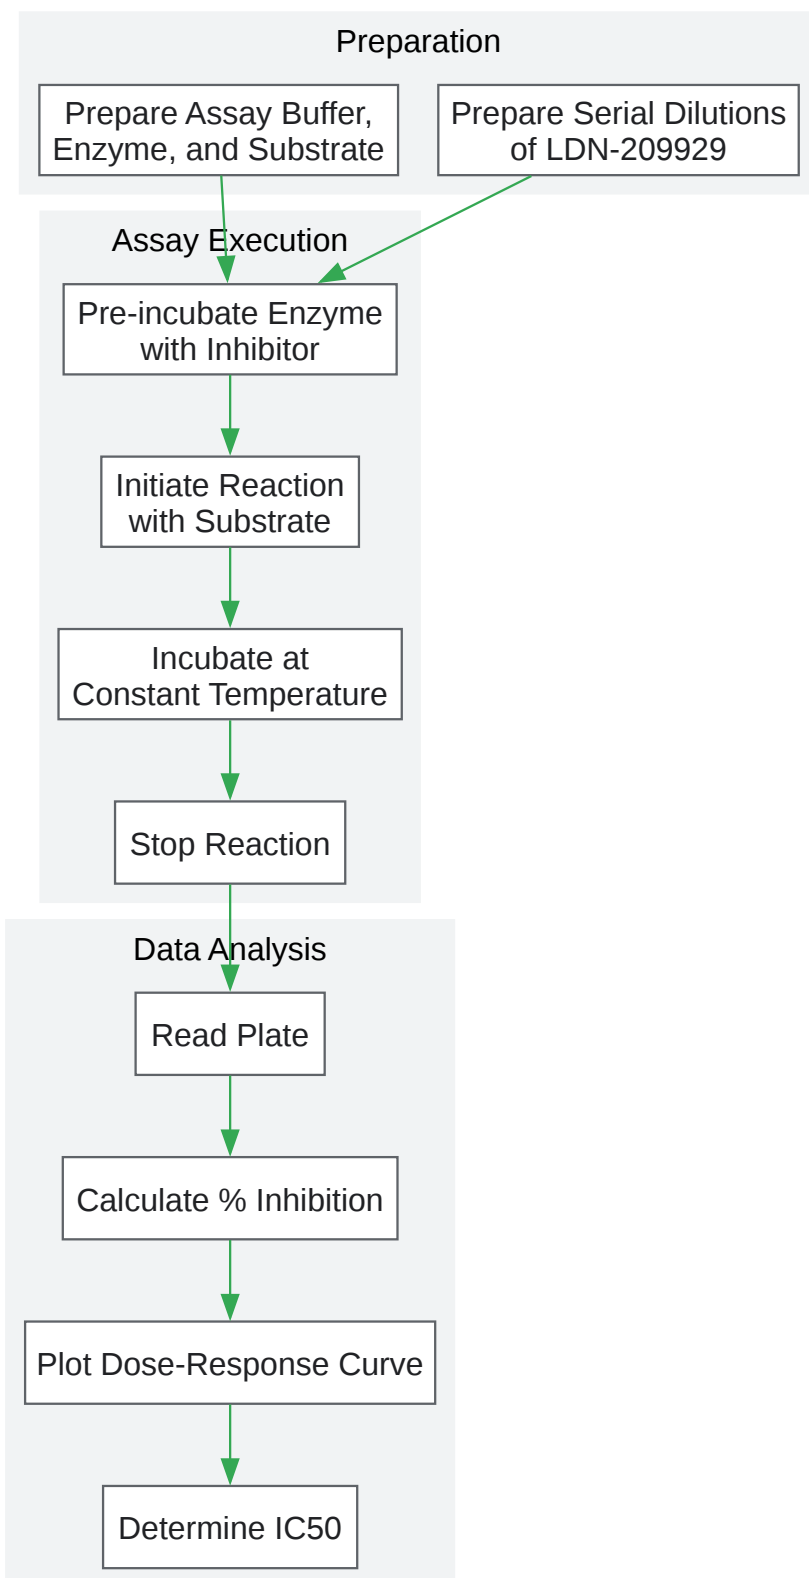 Preparation
Prepare Assay Buffer,
Enzyme, and Substrate
Prepare Serial Dilutions
of LDN-209929
Assay Execution
Pre-incubate Enzyme
with Inhibitor
Initiate Reaction
with Substrate
Incubate at
Constant Temperature
Stop Reaction
Data Analysis
Read Plate
Calculate % Inhibition
Plot Dose-Response Curve
Determine IC50